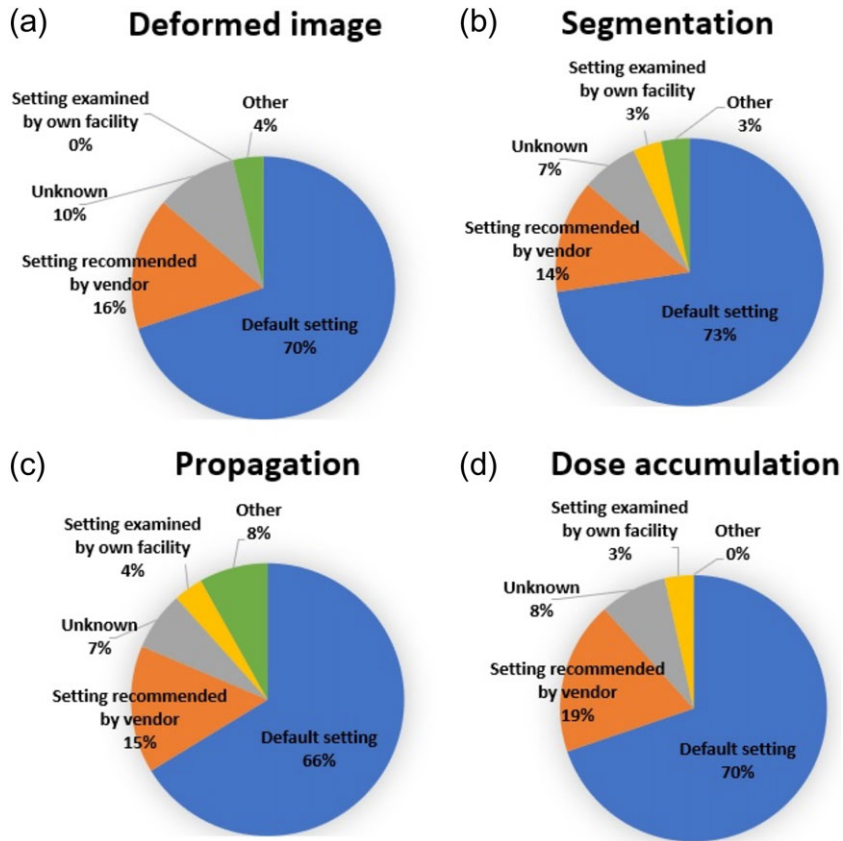 (a)
Deformed image
Setting examined
by own facility
0%
Other
4%
Unknown
10%
Setting recommended
by vendor
16%
Default setting
70%
(b)
Segmentation
Setting examined
by own facility
3%
Other
3%
Unknown
7%
Setting recommended
by vendor
14%
Default setting
73%
(c)
Propagation
Setting examined
by own facility
4%
Other
8%
Unknown
7%
Setting recommended
by vendor
15%
Default setting
66%
(d)
Dose accumulation
Setting examined
by own facility
3%
Other
0%
Unknown
8%
Setting recommended
by vendor
19%
Default setting
70%